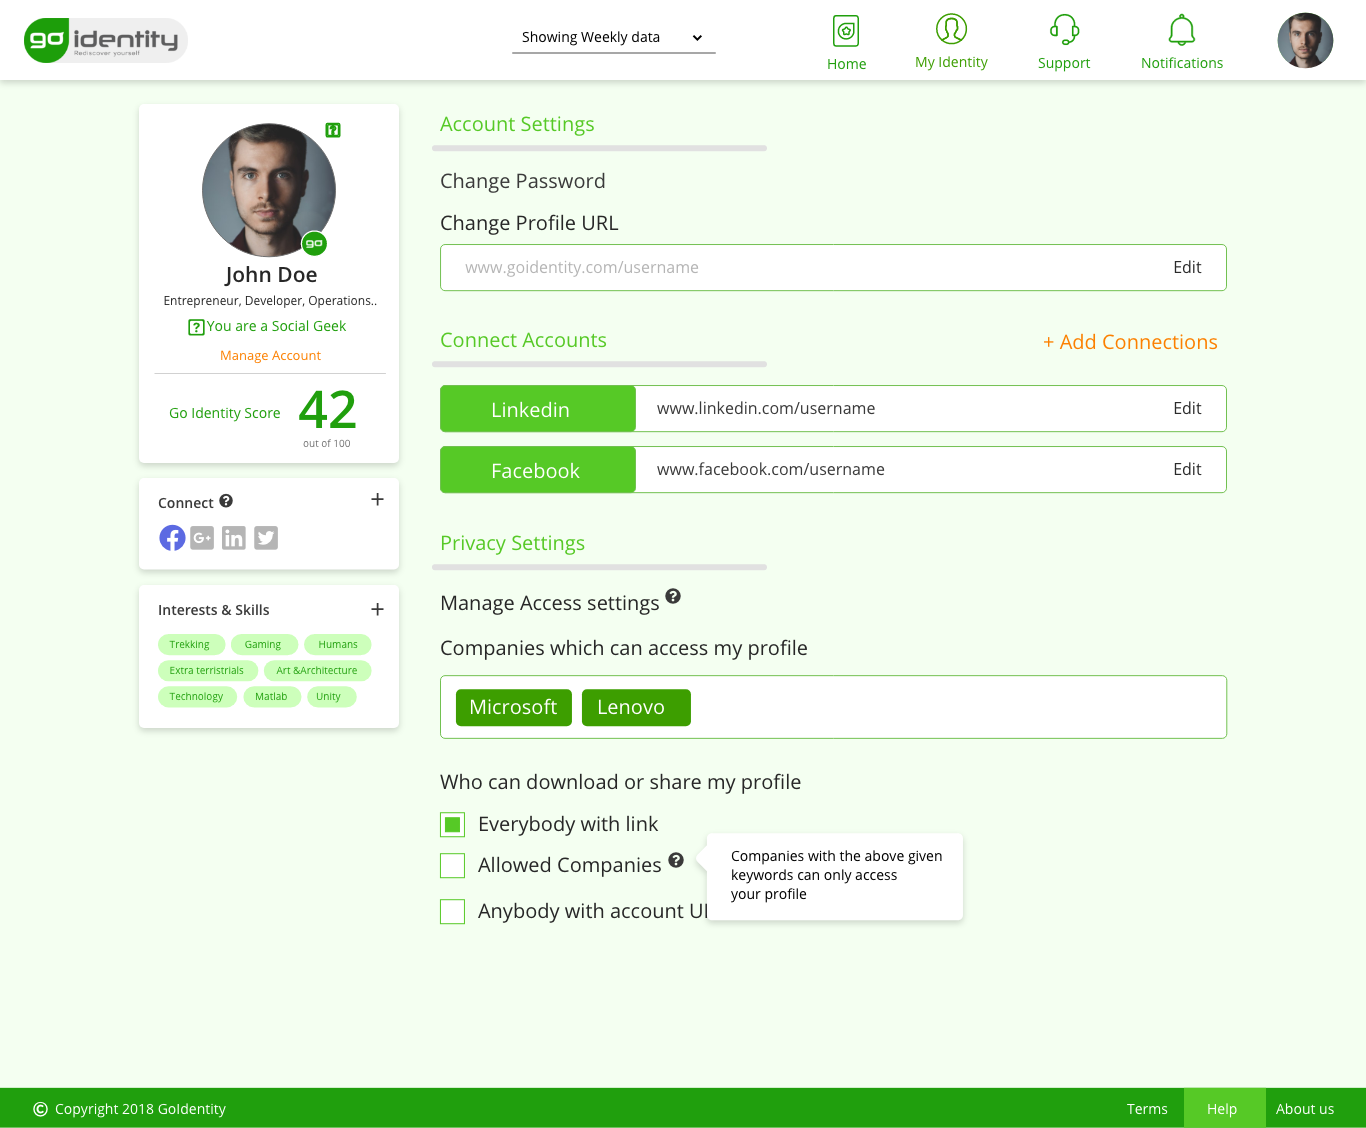 go identity
Rediscover yourself
Showing Weekly data
Home
My Identity
Support
Notifications
go
John Doe
Entrepreneur, Developer, Operations..
You are a Social Geek
Manage Account
Go Identity Score
42
out of 100
Connect
Interests & Skills
Trekking Gaming Humans
Extra terristrials Art &Architecture
Technology Matlab Unity
Account Settings
Change Password
Change Profile URL
www.goidentity.com/username Edit
Connect Accounts + Add Connections
Linkedin www.linkedin.com/username Edit
Facebook www.facebook.com/username Edit
Privacy Settings
Manage Access settings
Companies which can access my profile
Microsoft Lenovo
Who can download or share my profile
Everybody with link
Allowed Companies
Companies with the above given
keywords can only access
your profile
Anybody with account
© Copyright 2018 GoIdentity
Terms Help About us